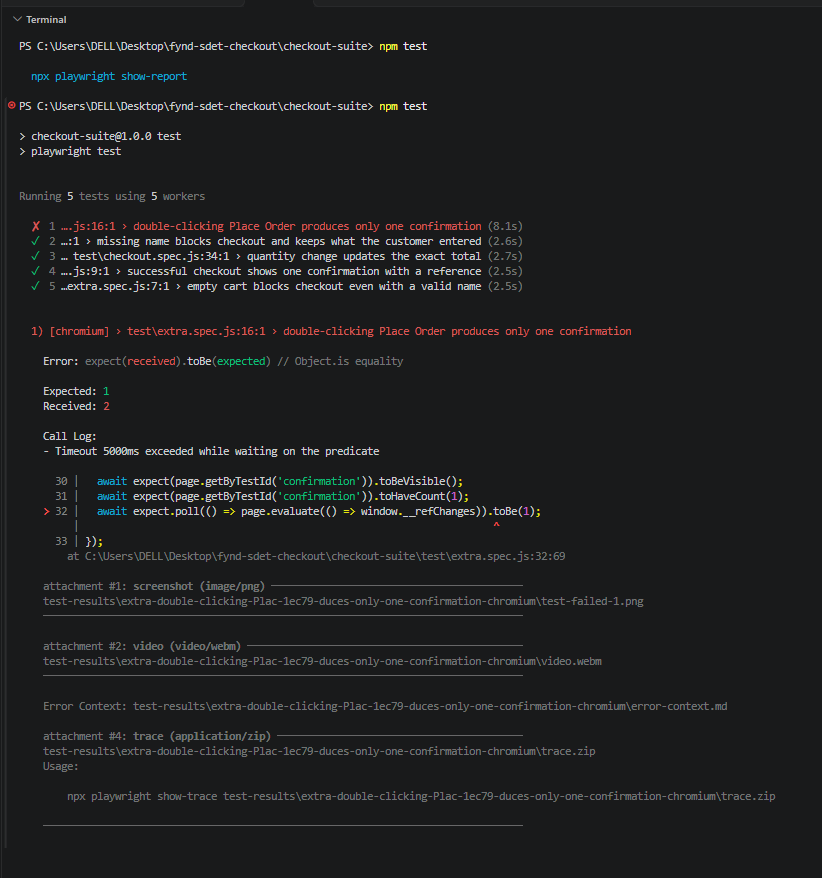 Terminal
PS C:\Users\DELL\Desktop\fynd-sdet-checkout\checkout-suite> npm test
npx playwright show-report
PS C:\Users\DELL\Desktop\fynd-sdet-checkout\checkout-suite> npm test
> checkout-suite@1.0.0 test
> playwright test
Running 5 tests using 5 workers
✗ 1 ….js:16:1 › double-clicking Place Order produces only one confirmation (8.1s)
✓ 2 …:1 › missing name blocks checkout and keeps what the customer entered (2.6s)
✓ 3 … test\checkout.spec.js:34:1 › quantity change updates the exact total (2.7s)
✓ 4 ….js:9:1 › successful checkout shows one confirmation with a reference (2.5s)
✓ 5 …extra.spec.js:7:1 › empty cart blocks checkout even with a valid name (2.5s)
1) [chromium] › test\extra.spec.js:16:1 › double-clicking Place Order produces only one confirmation
Error: expect(received).toBe(expected) // Object.is equality
Expected: 1
Received: 2
Call Log:
- Timeout 5000ms exceeded while waiting on the predicate
30 |   await expect(page.getByTestId('confirmation')).toBeVisible();
31 |   await expect(page.getByTestId('confirmation')).toHaveCount(1);
> 32 |   await expect.poll(() => page.evaluate(() => window.__refChanges)).toBe(1);
|                                                                     ^
33 | });
at C:\Users\DELL\Desktop\fynd-sdet-checkout\checkout-suite\test\extra.spec.js:32:69
attachment #1: screenshot (image/png) ──────────────────────────────
test-results\extra-double-clicking-Plac-1ec79-duces-only-one-confirmation-chromium\test-failed-1.png
attachment #2: video (video/webm) ──────────────────────────────
test-results\extra-double-clicking-Plac-1ec79-duces-only-one-confirmation-chromium\video.webm
Error Context: test-results\extra-double-clicking-Plac-1ec79-duces-only-one-confirmation-chromium\error-context.md
attachment #4: trace (application/zip) ──────────────────────────────
test-results\extra-double-clicking-Plac-1ec79-duces-only-one-confirmation-chromium\trace.zip
Usage:
npx playwright show-trace test-results\extra-double-clicking-Plac-1ec79-duces-only-one-confirmation-chromium\trace.zip